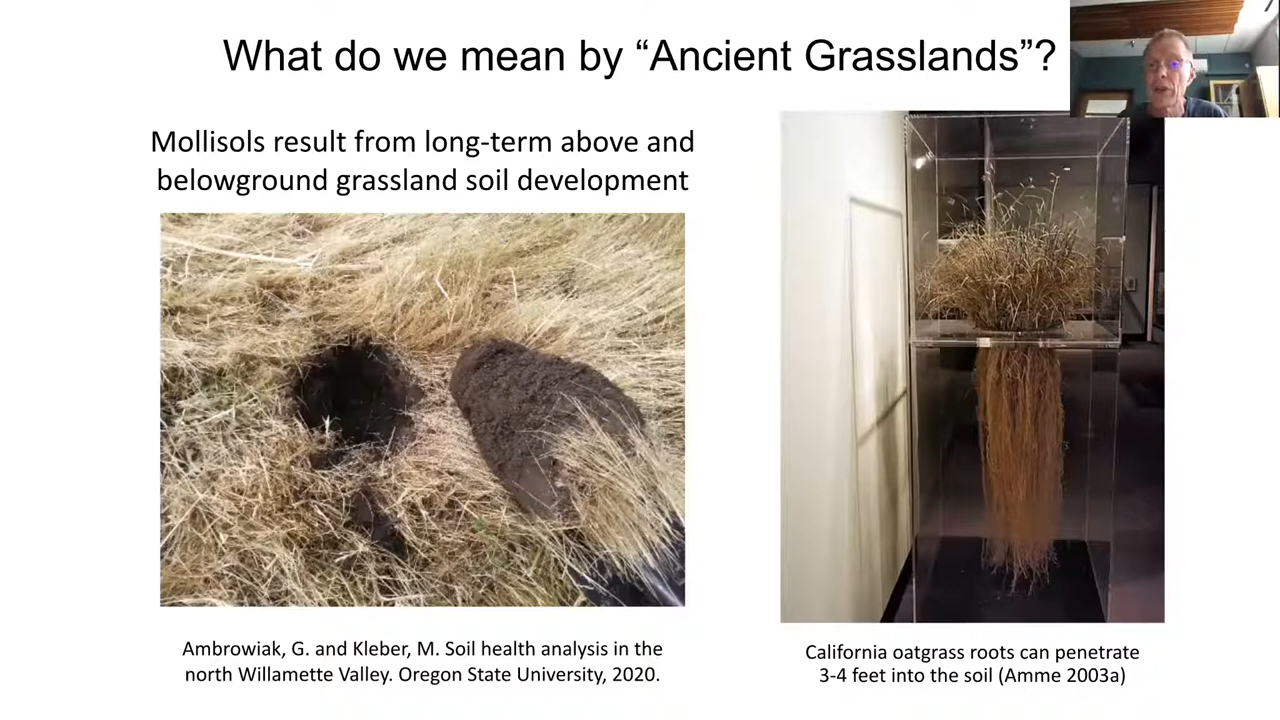 What do we mean by “Ancient Grasslands”?
Mollisols result from long-term above and
belowground grassland soil development
Ambrowiak, G. and Kleber, M. Soil health analysis in the
north Willamette Valley. Oregon State University, 2020.
California oatgrass roots can penetrate
3-4 feet into the soil (Amme 2003a)